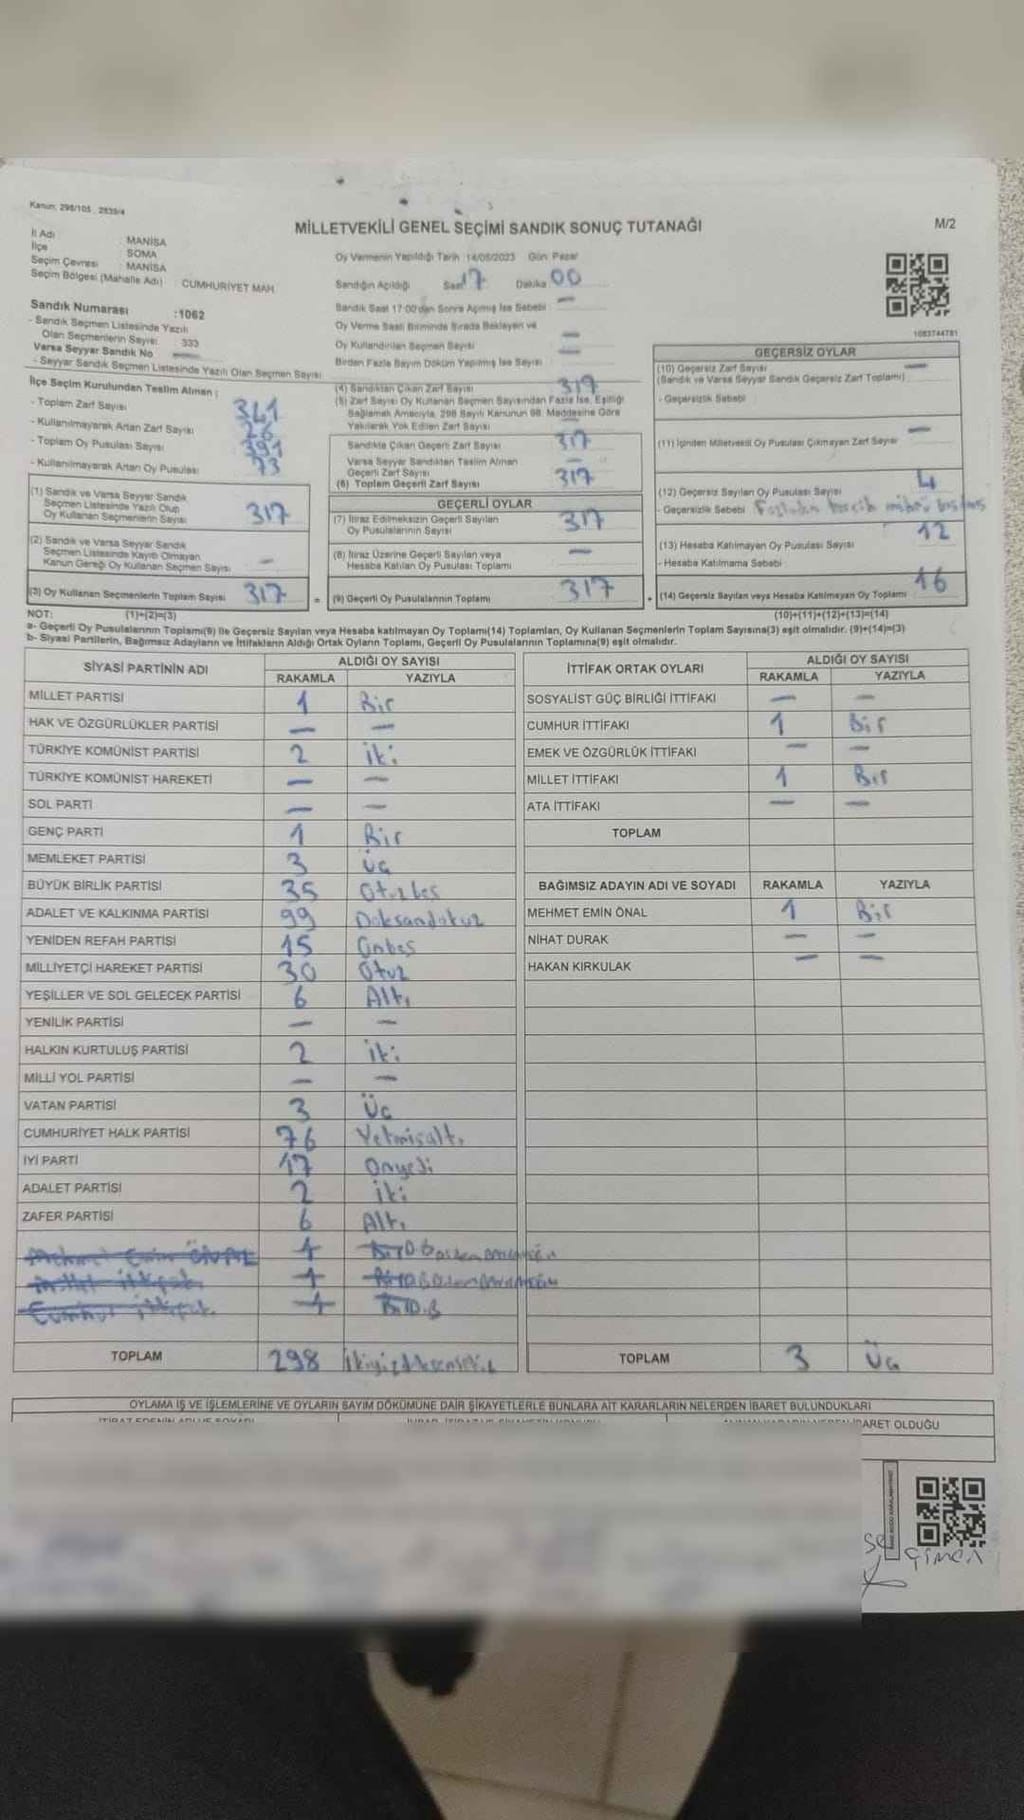 Kanun: 298/105 , 2839/4
MİLLETVEKİLİ GENEL SEÇİMİ SANDIK SONUÇ TUTANAĞI
M/2
İl Adı : MANİSA
İlçe : SOMA
Seçim Çevresi : MANİSA
Seçim Bölgesi (Mahalle Adı) : CUMHURİYET MAH.
Sandık Numarası :1062
- Sandık Seçmen Listesinde Yazılı
Olan Seçmenlerin Sayısı : 333
Varsa Seyyar Sandık No —
- Seyyar Sandık Seçmen Listesinde Yazılı Olan Seçmen Sayısı:
İlçe Seçim Kurulundan Teslim Alınan ;
- Toplam Zarf Sayısı 341
- Kullanılmayarak Artan Zarf Sayısı
- Toplam Oy Pusulası Sayısı 391
- Kullanılmayarak Artan Oy Pusulası 73
(1) Sandık ve Varsa Seyyar Sandık
Seçmen Listesinde Yazılı Olup
Oy Kullanan Seçmenlerin Sayısı 317
(2) Sandık ve Varsa Seyyar Sandık
Seçmen Listesinde Kayıtlı Olmayan
Kanun Gereği Oy Kullanan Seçmen Sayısı —
(3) Oy Kullanan Seçmenlerin Toplam Sayısı 317
Oy Vermenin Yapıldığı Tarih :14/05/2023 Gün: Pazar
Sandığın Açıldığı Saat 17 Dakika 00
Sandık Saat 17:00'dan Sonra Açılmış İse Sebebi —
Oy Verme Saati Bitiminde Sırada Bekleyen ve
Oy Kullandırılan Seçmen Sayısı —
Birden Fazla Sayım Döküm Yapılmış İse Sayısı —
(4) Sandıktan Çıkan Zarf Sayısı 317
(5) Zarf Sayısı Oy Kullanan Seçmen Sayısından Fazla İse, Eşitliği
Sağlamak Amacıyla, 298 Sayılı Kanunun 98. Maddesine Göre
Yakılarak Yok Edilen Zarf Sayısı —
Sandıkta Çıkan Geçerli Zarf Sayısı 317
Varsa Seyyar Sandıktan Teslim Alınan
Geçerli Zarf Sayısı —
(6) Toplam Geçerli Zarf Sayısı 317
GEÇERLİ OYLAR
(7) İtiraz Edilmeksizin Geçerli Sayılan
Oy Pusulasının Sayısı 317
(8) İtiraz Üzerine Geçerli Sayılan veya
Hesaba Katılan Oy Pusulası Toplamı —
= (9) Geçerli Oy Pusulalarının Toplamı 317
1083744781
GEÇERSİZ OYLAR
(10) Geçersiz Zarf Sayısı —
(Sandık ve Varsa Seyyar Sandık Geçersiz Zarf Toplamı)
- Geçersizlik Sebebi
(11) İçinden Milletvekili Oy Pusulası Çıkmayan Zarf Sayısı —
(12) Geçersiz Sayılan Oy Pusulası Sayısı 4
- Geçersizlik Sebebi Fazladan tercih mührü
(13) Hesaba Katılmayan Oy Pusulası Sayısı 12
- Hesaba Katılmama Sebebi
+ (14) Geçersiz Sayılan veya Hesaba Katılmayan Oy Toplamı 16
NOT: (1)+(2)=(3) (10)+(11)+(12)+(13)=(14)
a- Geçerli Oy Pusulalarının Toplamı(9) ile Geçersiz Sayılan veya Hesaba katılmayan Oy Toplamı(14) Toplamları, Oy Kullanan Seçmenlerin Toplam Sayısına(3) eşit olmalıdır. (9)+(14)=(3)
b- Siyasi Partilerin, Bağımsız Adayların ve İttifakların Aldığı Ortak Oyların Toplamı, Geçerli Oy Pusulalarının Toplamına(9) eşit olmalıdır.
SİYASİ PARTİNİN ADI ALDIĞI OY SAYISI
RAKAMLA YAZIYLA
MİLLET PARTİSİ 1 Bir
HAK VE ÖZGÜRLÜKLER PARTİSİ — —
TÜRKİYE KOMÜNİST PARTİSİ 2 iki
TÜRKİYE KOMÜNİST HAREKETİ — —
SOL PARTİ — —
GENÇ PARTİ 1 Bir
MEMLEKET PARTİSİ 3 üç
BÜYÜK BİRLİK PARTİSİ 35 Otuzbeş
ADALET VE KALKINMA PARTİSİ 99 Doksandokuz
YENİDEN REFAH PARTİSİ 15 Onbeş
MİLLİYETÇİ HAREKET PARTİSİ 30 Otuz
YEŞİLLER VE SOL GELECEK PARTİSİ 6 Altı
YENİLİK PARTİSİ — —
HALKIN KURTULUŞ PARTİSİ 2 iki
MİLLİ YOL PARTİSİ — —
VATAN PARTİSİ 3 Üç
CUMHURİYET HALK PARTİSİ 76 Yetmişaltı
İYİ PARTİ 17 Onyedi
ADALET PARTİSİ 2 iki
ZAFER PARTİSİ 6 Altı
Mehmet Emin ÖNAL 1
Millet ittifakı 1
Cumhur ittifakı 1
TOPLAM 298 ikiyüzdoksansekiz
İTTİFAK ORTAK OYLARI ALDIĞI OY SAYISI
RAKAMLA YAZIYLA
SOSYALİST GÜÇ BİRLİĞİ İTTİFAKI — —
CUMHUR İTTİFAKI 1 Bir
EMEK VE ÖZGÜRLÜK İTTİFAKI — —
MİLLET İTTİFAKI 1 Bir
ATA İTTİFAKI — —
TOPLAM
BAĞIMSIZ ADAYIN ADI VE SOYADI RAKAMLA YAZIYLA
MEHMET EMİN ÖNAL 1 Bir
NİHAT DURAK — —
HAKAN KIRKULAK — —
TOPLAM 3 Üç
OYLAMA İŞ VE İŞLEMLERİNE VE OYLARIN SAYIM DÖKÜMÜNE DAİR ŞİKAYETLERLE BUNLARA AİT KARARLARIN NELERDEN İBARET BULUNDUKLARI
İBARET OLDUĞU